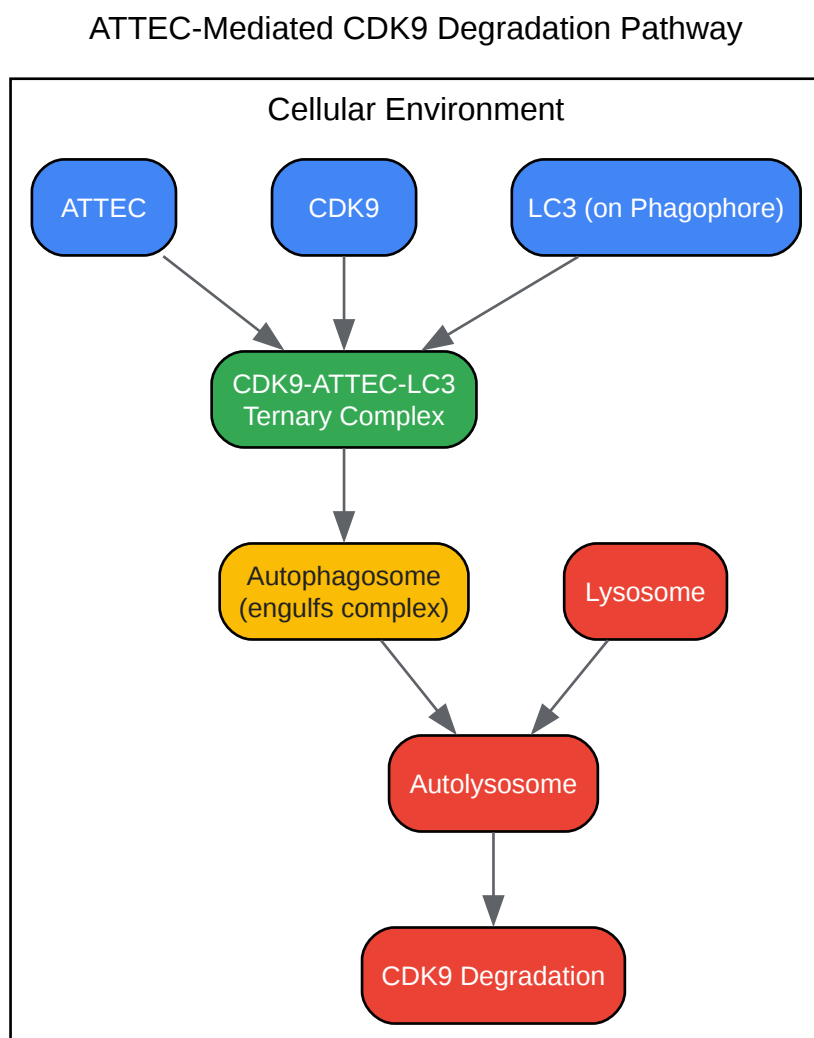 ATTEC-Mediated CDK9 Degradation Pathway
Cellular Environment
ATTEC
CDK9
LC3 (on Phagophore)
CDK9-ATTEC-LC3
Ternary Complex
Autophagosome
(engulfs complex)
Lysosome
Autolysosome
CDK9 Degradation